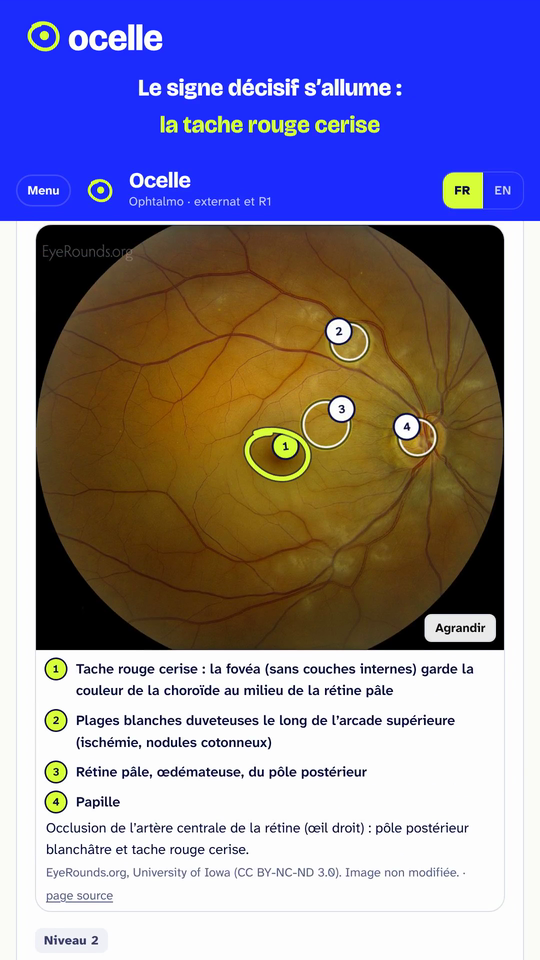 ocelle
Le signe décisif s’allume :
la tache rouge cerise
Menu
Ocelle
Ophtalmo · externat et R1
FR
EN
EyeRounds.org
2
3
4
1
Agrandir
1 Tache rouge cerise : la fovéa (sans couches internes) garde la
couleur de la choroïde au milieu de la rétine pâle
2 Plages blanches duveteuses le long de l’arcade supérieure
(ischémie, nodules cotonneux)
3 Rétine pâle, œdémateuse, du pôle postérieur
4 Papille
Occlusion de l’artère centrale de la rétine (œil droit) : pôle postérieur
blanchâtre et tache rouge cerise.
EyeRounds.org, University of Iowa (CC BY-NC-ND 3.0). Image non modifiée. ·
page source
Niveau 2